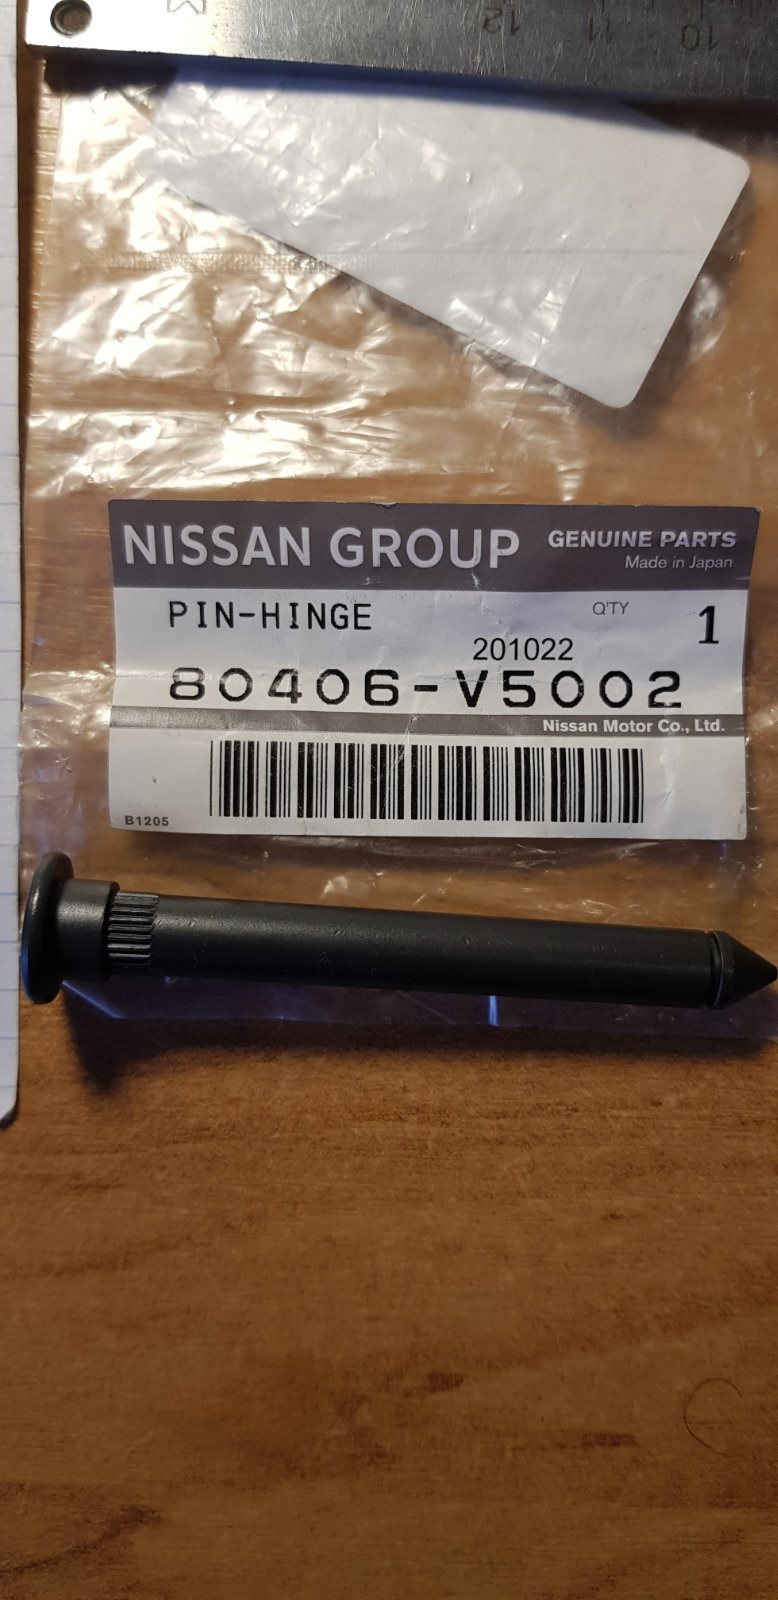 12 11 10
NISSAN GROUP GENUINE PARTS
Made in Japan
PIN-HINGE Q'TY 1
201022
80406-V5002
Nissan Motor Co., Ltd.
B1205